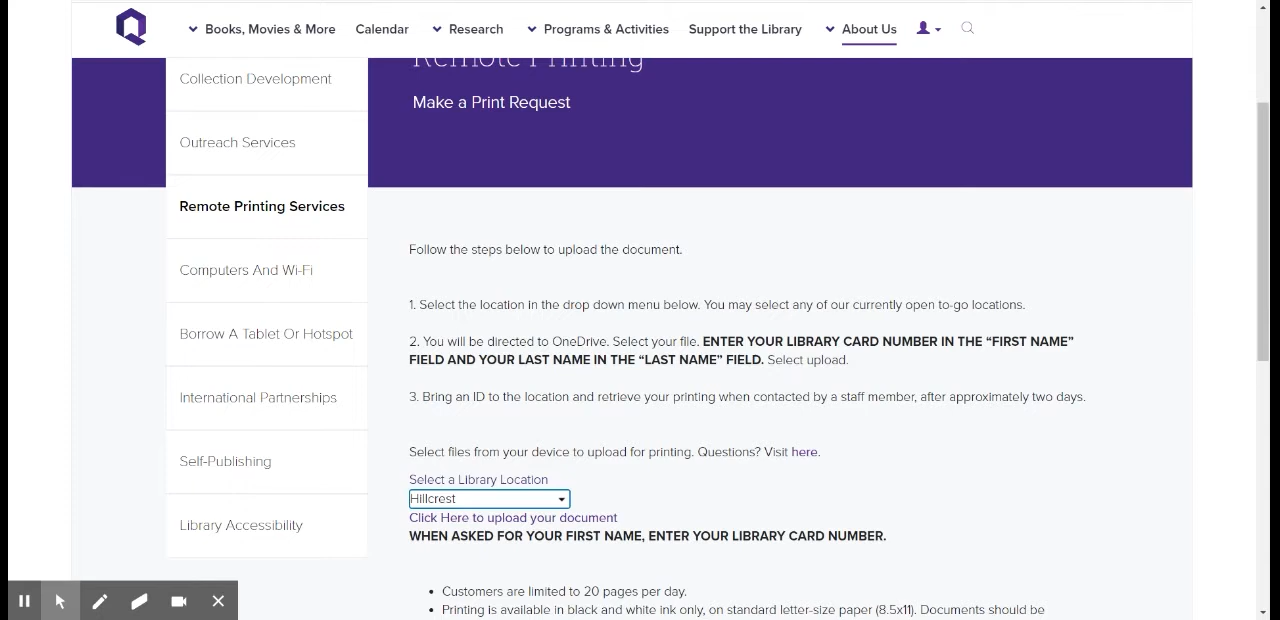 Books, Movies & More Calendar Research Programs & Activities Support the Library About Us
Remote Printing
Make a Print Request
Collection Development
Outreach Services
Remote Printing Services
Computers And Wi-Fi
Borrow A Tablet Or Hotspot
International Partnerships
Self-Publishing
Library Accessibility
Follow the steps below to upload the document.
1. Select the location in the drop down menu below. You may select any of our currently open to-go locations.
2. You will be directed to OneDrive. Select your file. ENTER YOUR LIBRARY CARD NUMBER IN THE “FIRST NAME”
FIELD AND YOUR LAST NAME IN THE “LAST NAME” FIELD. Select upload.
3. Bring an ID to the location and retrieve your printing when contacted by a staff member, after approximately two days.
Select files from your device to upload for printing. Questions? Visit here.
Select a Library Location
Hillcrest
Click Here to upload your document
WHEN ASKED FOR YOUR FIRST NAME, ENTER YOUR LIBRARY CARD NUMBER.
• Customers are limited to 20 pages per day.
• Printing is available in black and white ink only, on standard letter-size paper (8.5x11). Documents should be